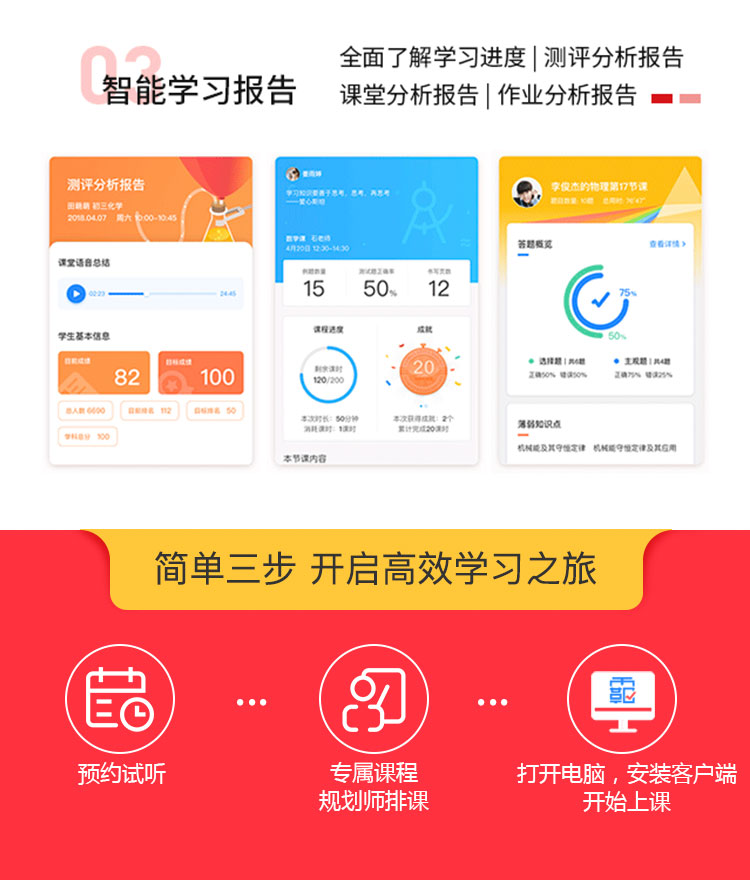 03
智能学习报告
全面了解学习进度 | 测评分析报告
课堂分析报告 | 作业分析报告
测评分析报告
田萌萌 初三化学
2018.04.07 周六 10:00-10:45
课堂语音总结
02:23
24:45
学生基本信息
目前成绩
82
目标成绩
100
总人数 6690
目前排名 112
目标排名 50
学科总分 100
学习知识要善于思考，思考，再思考
——爱心斯坦
数学课 石老师
4月20日 12:30-14:30
例题数量
15
测试题正确率
50%
书写页数
12
课程进度
剩余课时
120/200
本次时长：50分钟
消耗课时：1课时
成就
20
本次获得成就：2个
累计完成20课时
本节课内容
李俊杰的物理第17节课
题目数量: 10题 总用时: 76'47"
答题概览
查看详情 >
75%
50%
选择题 | 共6题
正确50% 错误50%
主观题 | 共4题
正确75% 错误25%
薄弱知识点
机械能及其守恒定律 机械能守恒定律及其应用
简单三步 开启高效学习之旅
预约试听
专属课程
规划师排课
打开电脑，安装客户端
开始上课